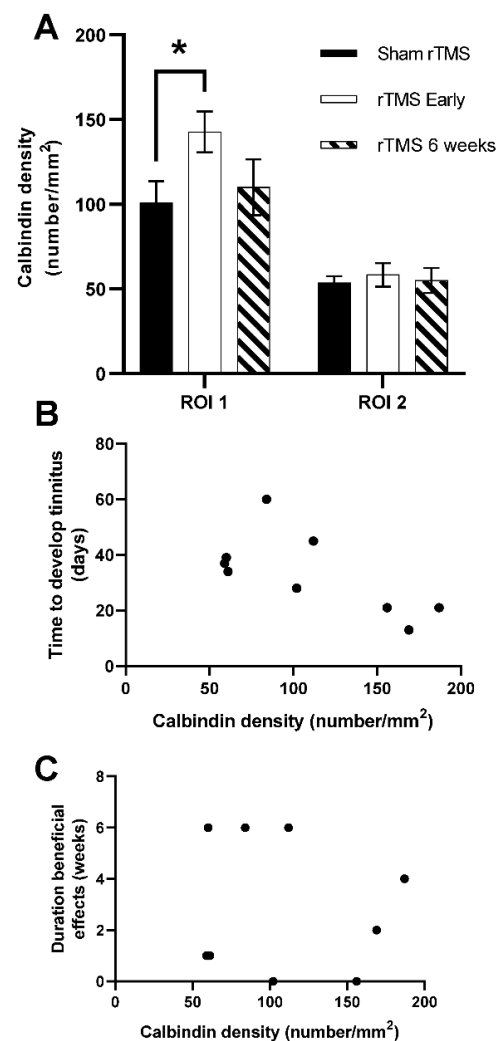 A
*
Sham rTMS
rTMS Early
rTMS 6 weeks
Calbindin density
(number/mm²)
200
150
100
50
0
ROI 1
ROI 2
B
Time to develop tinnitus
(days)
80
60
40
20
0
0
50
100
150
200
Calbindin density (number/mm²)
C
Duration beneficial
effects (weeks)
8
6
4
2
0
0
50
100
150
200
Calbindin density (number/mm²)